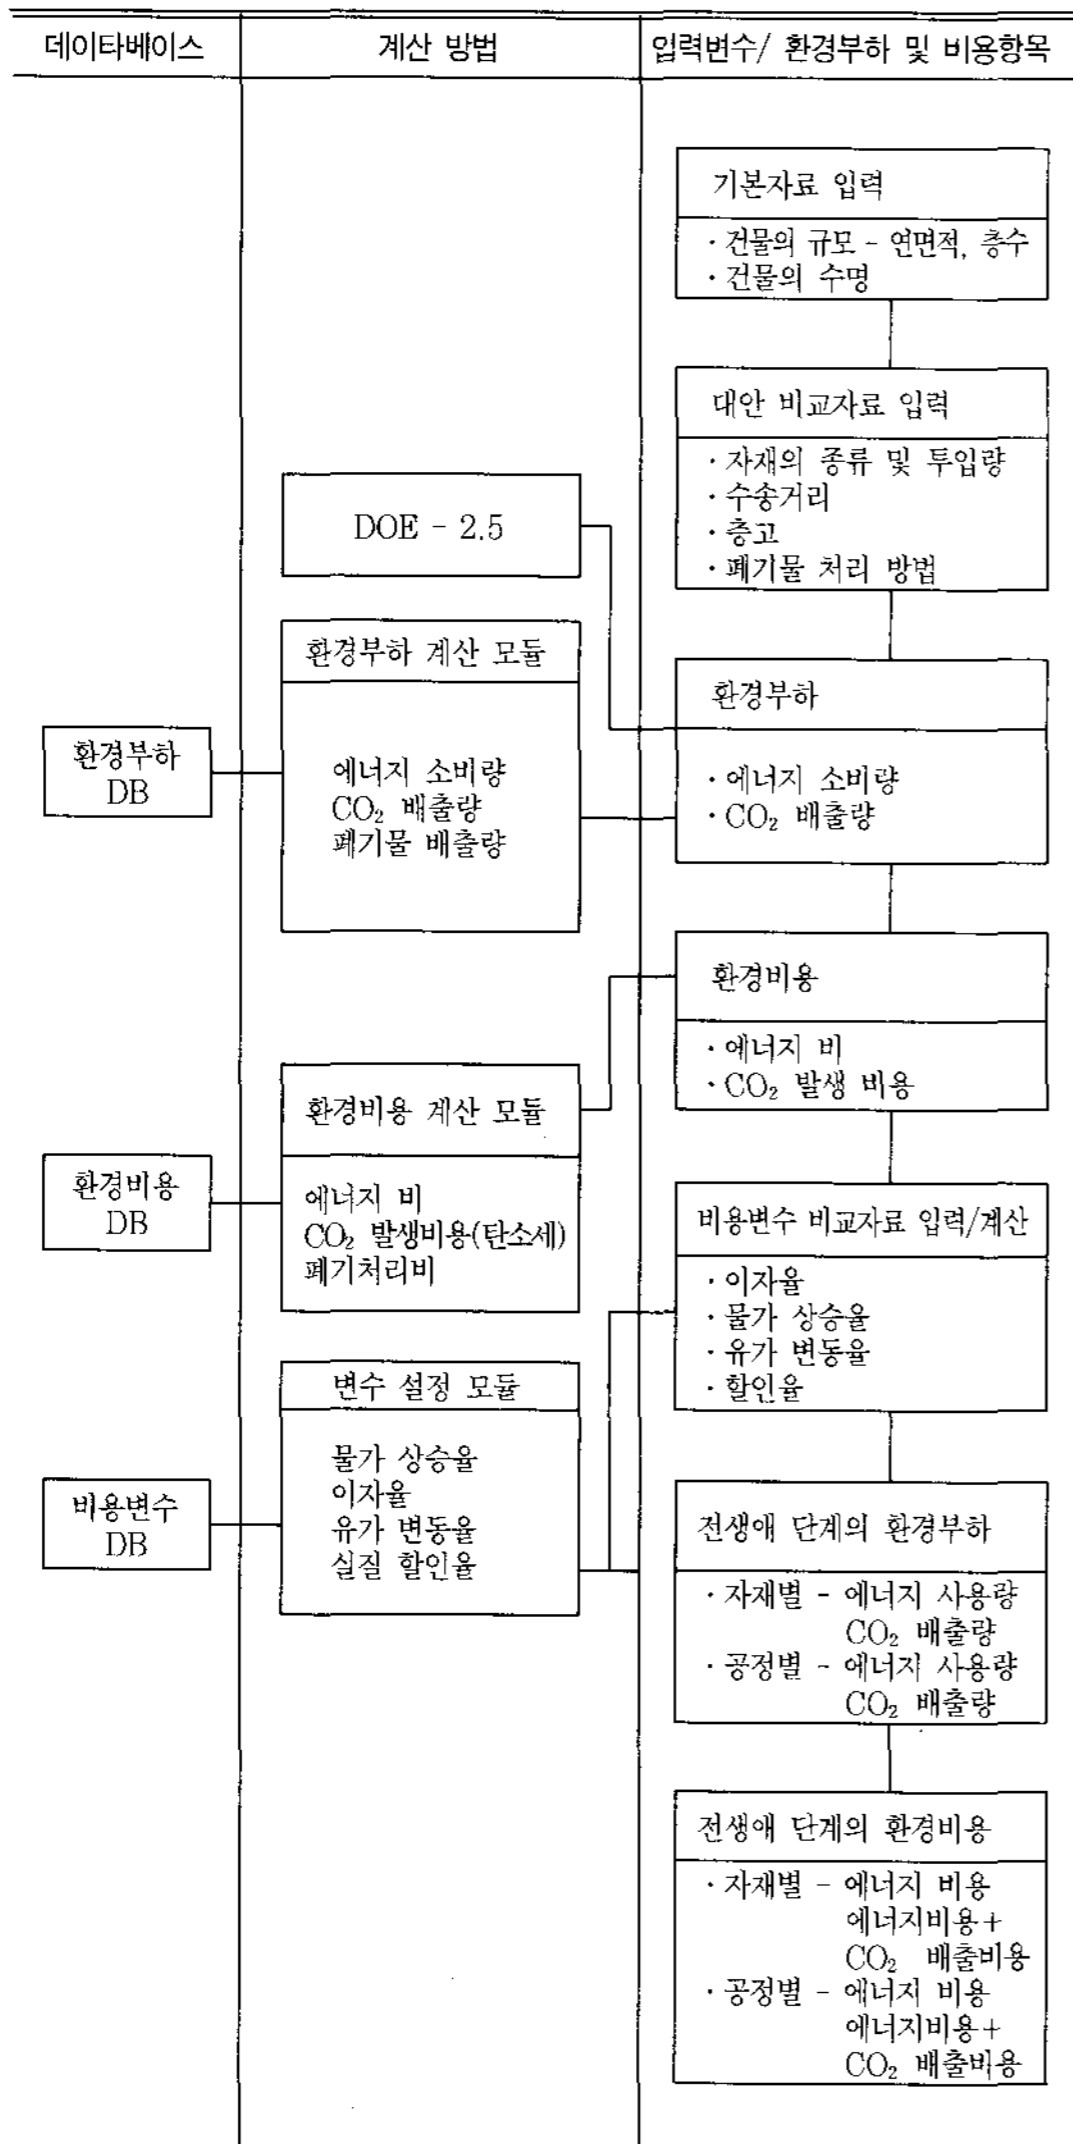 데이타베이스
계산 방법
입력변수/ 환경부하 및 비용항목
기본자료 입력
· 건물의 규모 - 연면적, 층수
· 건물의 수명
대안 비교자료 입력
· 자재의 종류 및 투입량
· 수송거리
· 층고
· 폐기물 처리 방법
DOE - 2.5
환경부하 계산 모듈
에너지 소비량
CO₂ 배출량
폐기물 배출량
환경부하
DB
환경부하
· 에너지 소비량
· CO₂ 배출량
환경비용
· 에너지 비
· CO₂ 발생 비용
환경비용 계산 모듈
에너지 비
CO₂ 발생비용(탄소세)
폐기처리비
환경비용
DB
비용변수 비교자료 입력/계산
· 이자율
· 물가 상승율
· 유가 변동율
· 할인율
변수 설정 모듈
물가 상승율
이자율
유가 변동율
실질 할인율
비용변수
DB
전생애 단계의 환경부하
· 자재별 - 에너지 사용량
CO₂ 배출량
· 공정별 - 에너지 사용량
CO₂ 배출량
전생애 단계의 환경비용
· 자재별 - 에너지 비용
에너지비용+
CO₂ 배출비용
· 공정별 - 에너지 비용
에너지비용+
CO₂ 배출비용